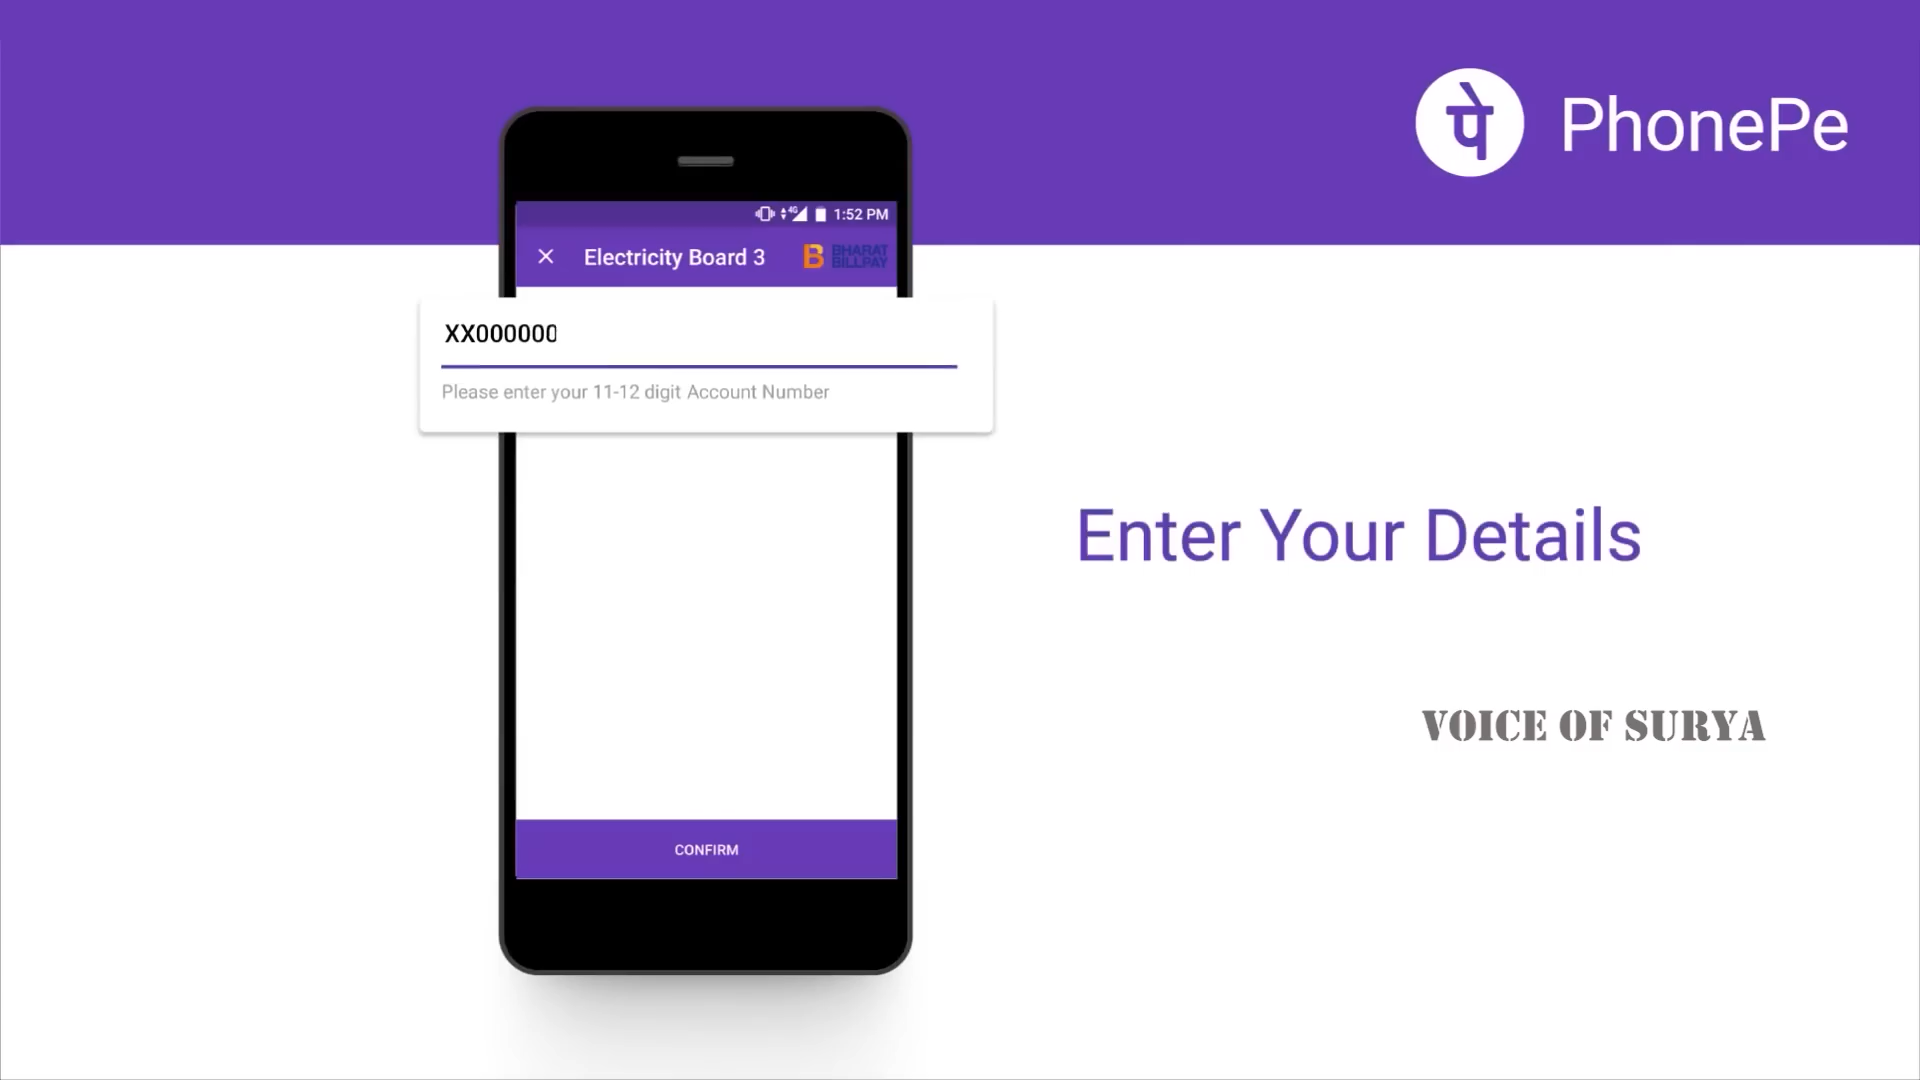 पे PhonePe
4G 1:52 PM
Electricity Board 3
B BHARAT BILLPAY
XX000000
Please enter your 11-12 digit Account Number
Enter Your Details
VOICE OF SURYA
CONFIRM